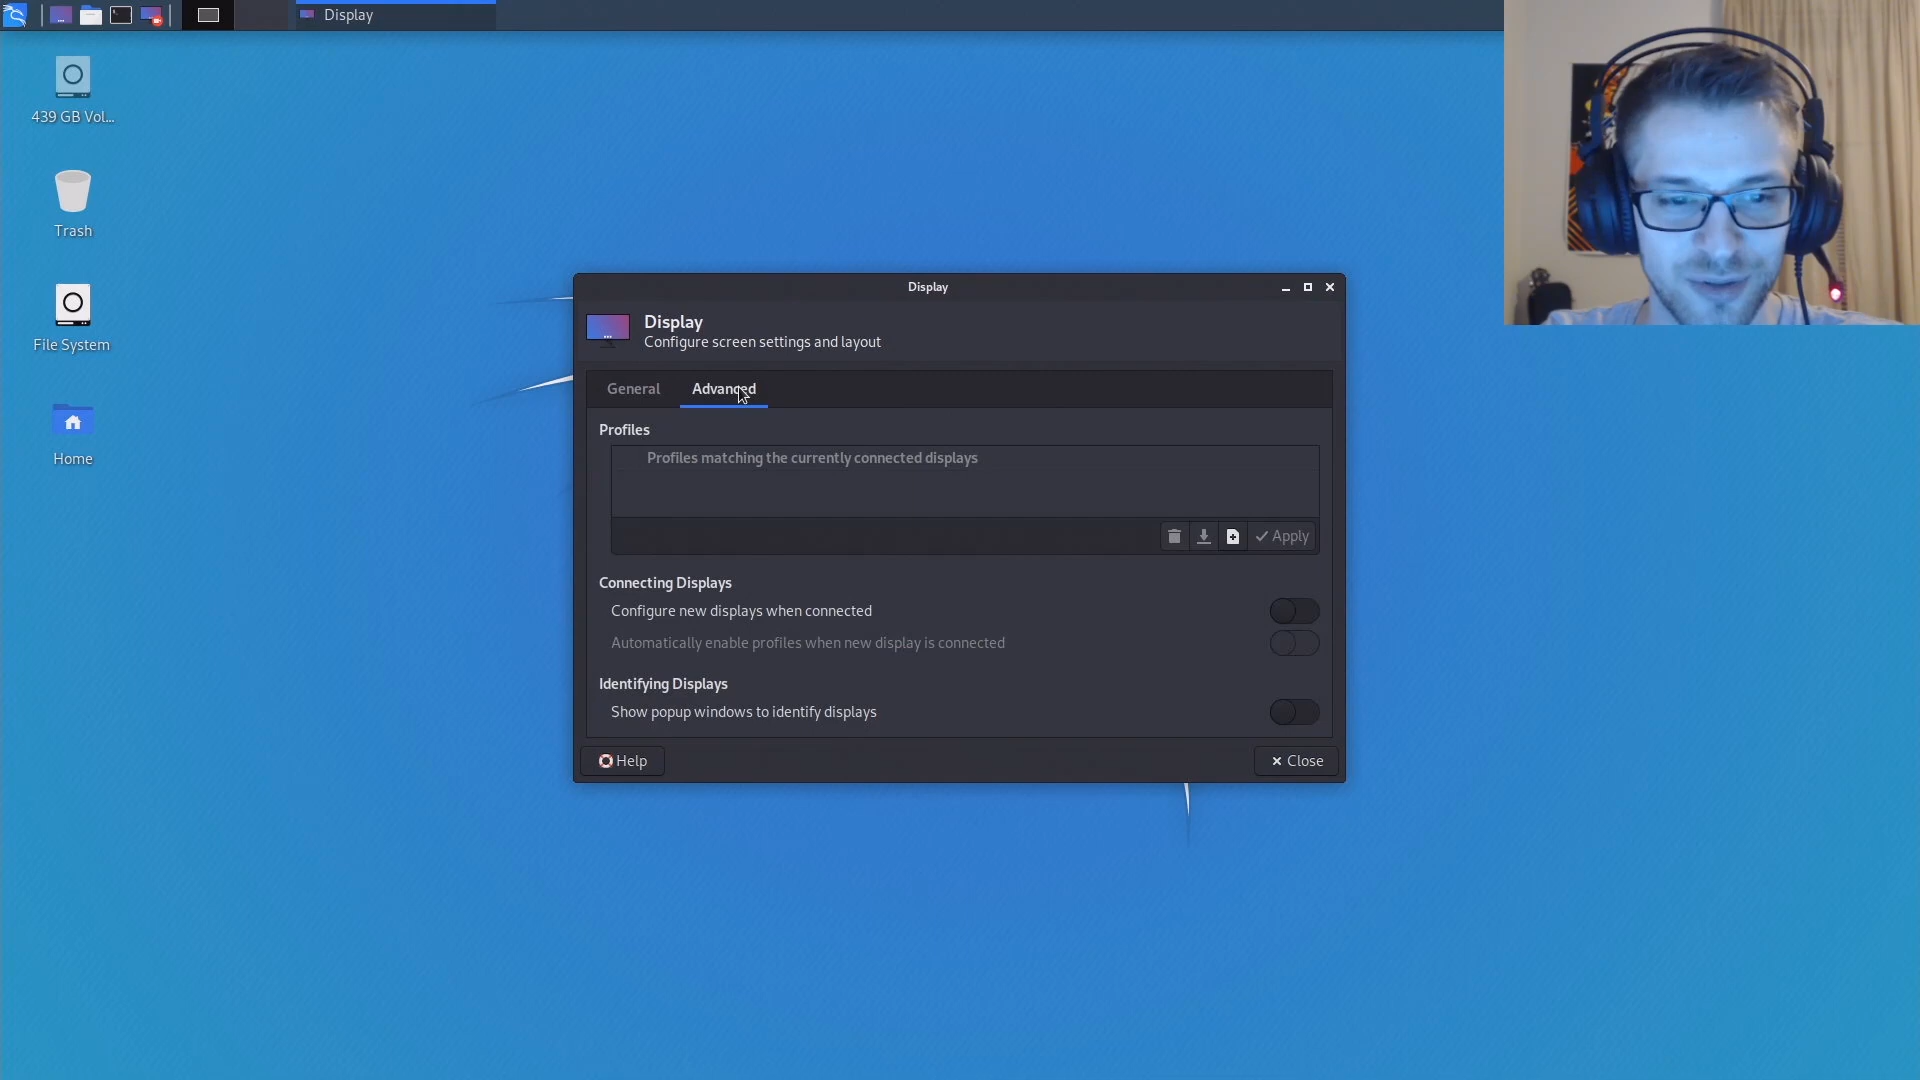 Display
439 GB Vol...
Trash
File System
Home
Display
Display
Configure screen settings and layout
General
Advanced
Profiles
Profiles matching the currently connected displays
Apply
Connecting Displays
Configure new displays when connected
Automatically enable profiles when new display is connected
Identifying Displays
Show popup windows to identify displays
Help
Close